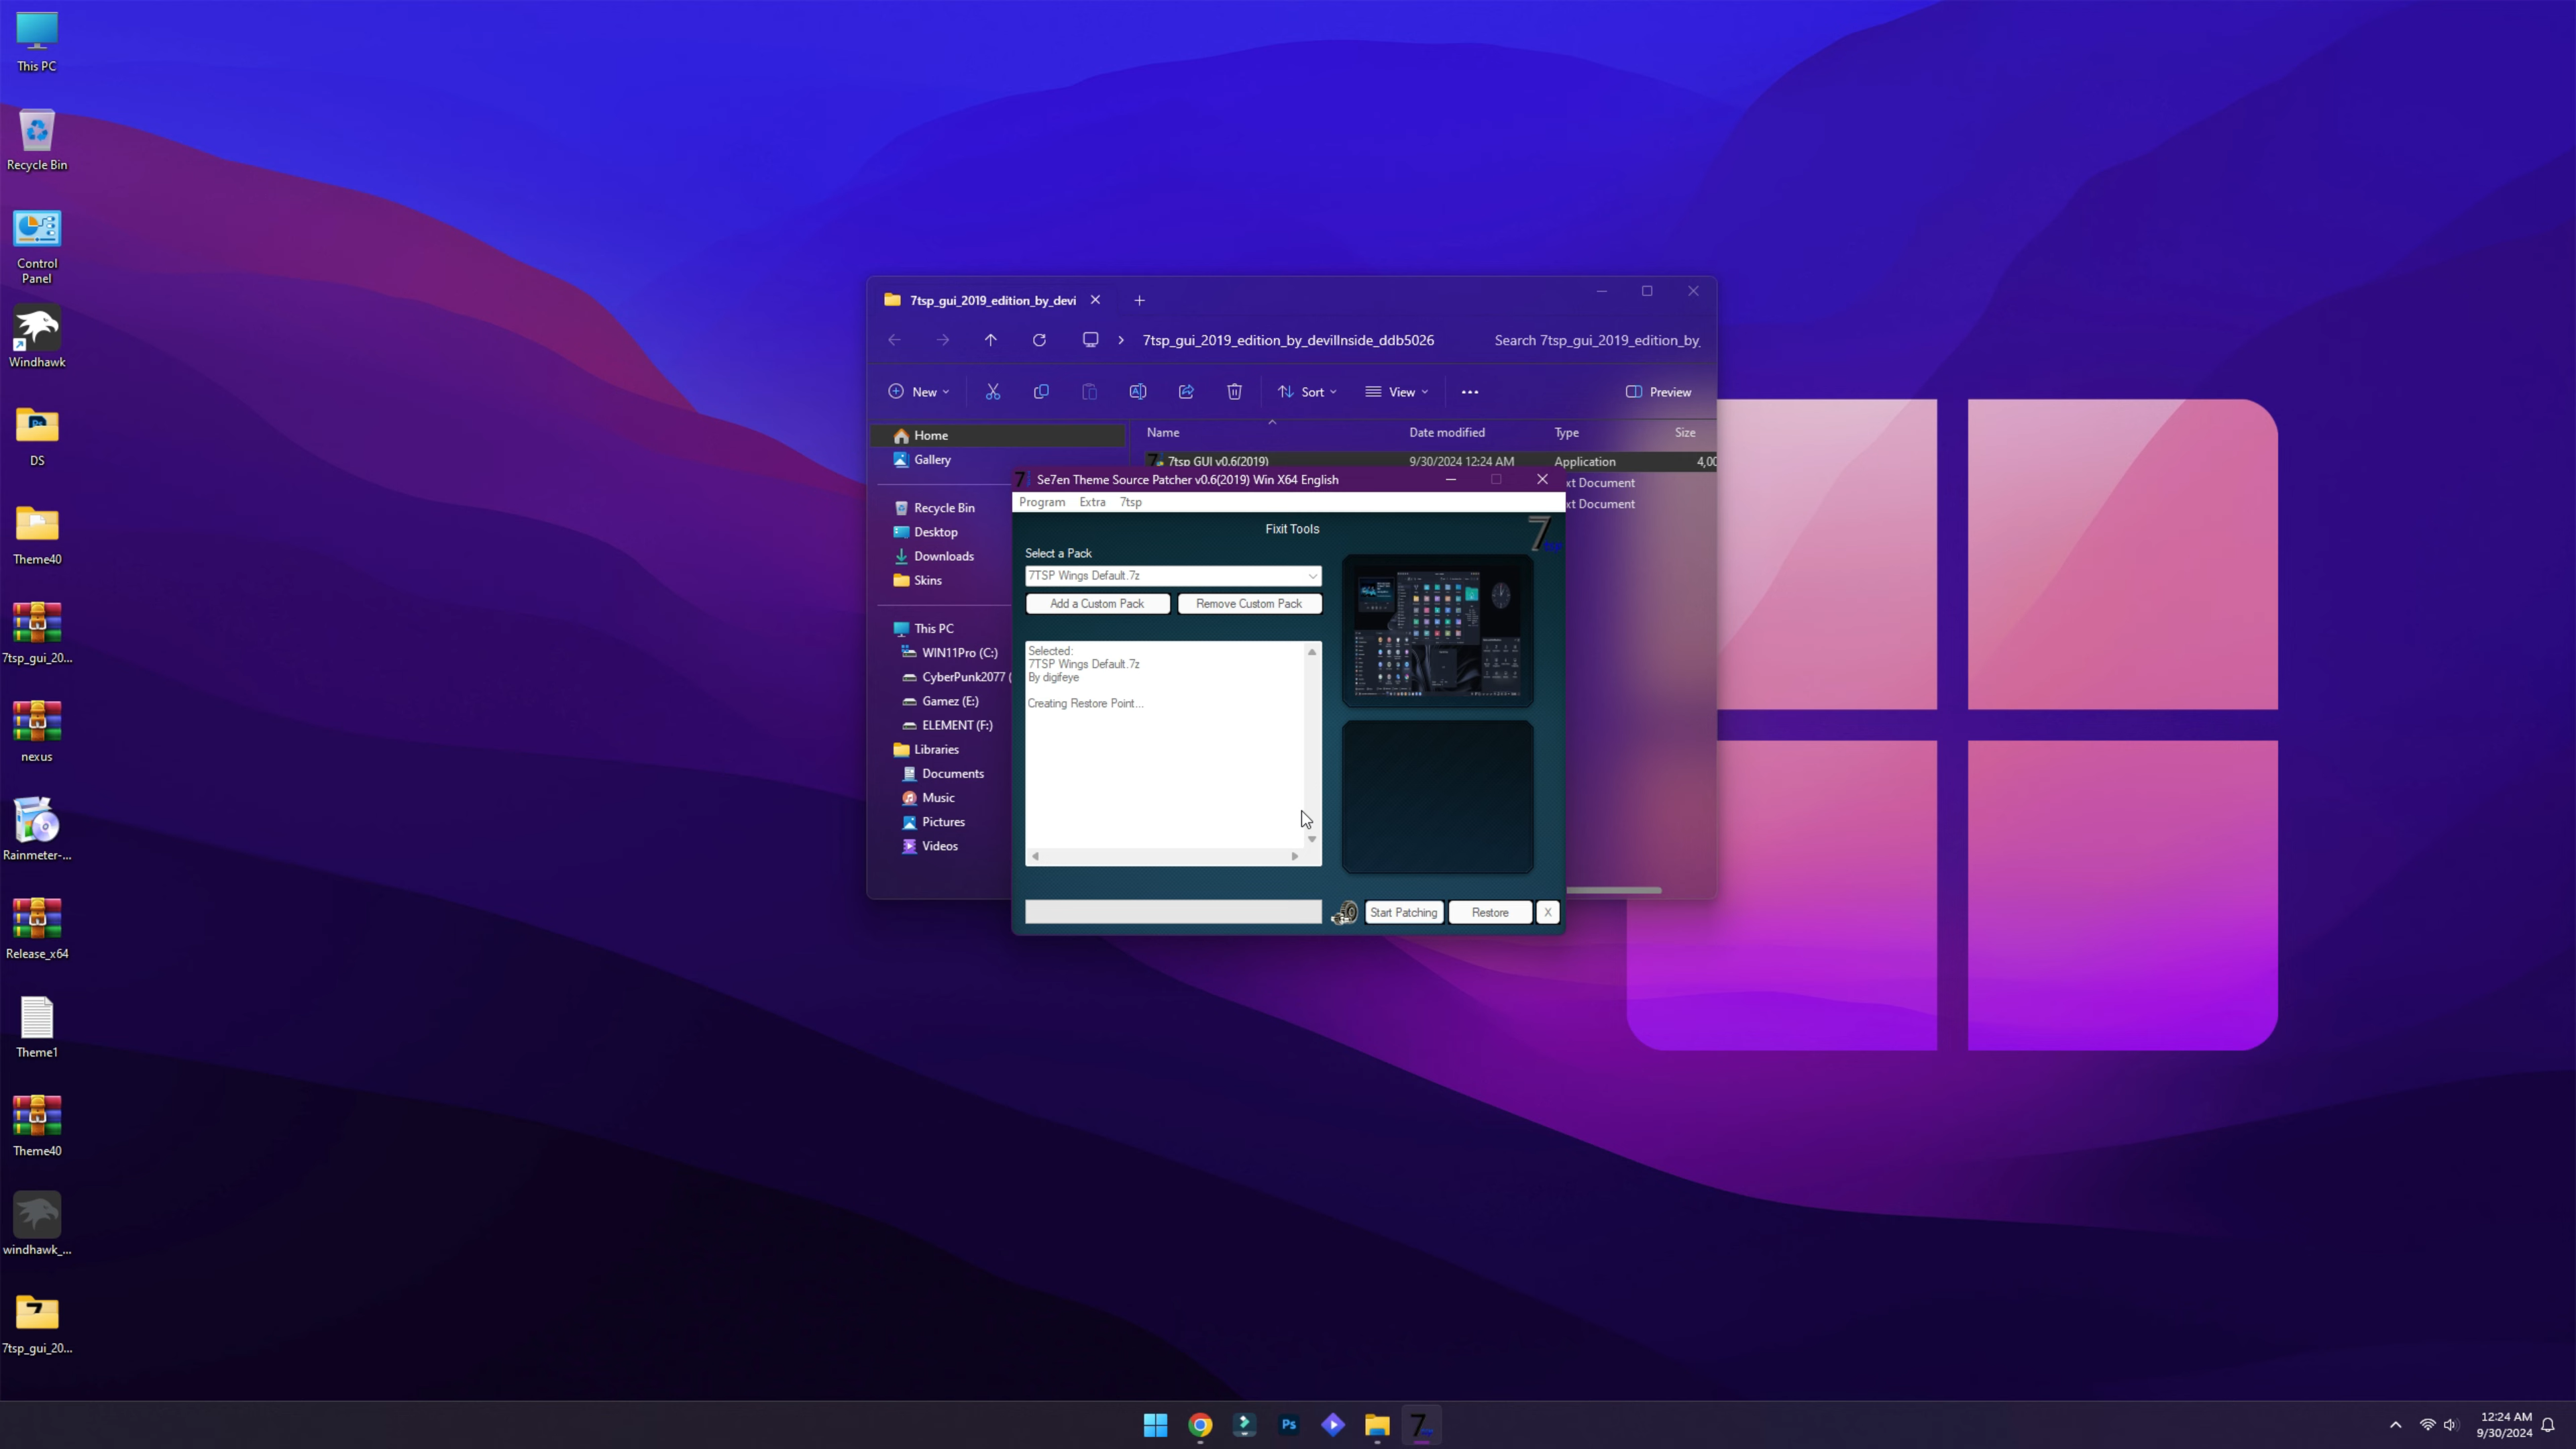 This PC
Recycle Bin
Control
Panel
Windhawk
DS
Theme40
7tsp_gui_20...
nexus
Rainmeter-...
Release_x64
Theme1
Theme40
windhawk_...
7tsp_gui_20...
7tsp_gui_2019_edition_by_devi
7tsp_gui_2019_edition_by_devilInside_ddb5026
Search 7tsp_gui_2019_edition_by_
New
Sort
View
Preview
Home
Gallery
Recycle Bin
Desktop
Downloads
Skins
This PC
WIN11Pro (C:)
CyberPunk2077 (
Gamez (E:)
ELEMENT (F:)
Libraries
Documents
Music
Pictures
Videos
Name Date modified Type Size
7tsp GUI v0.6(2019) 9/30/2024 12:24 AM Application 4,00
xt Document
xt Document
Se7en Theme Source Patcher v0.6(2019) Win X64 English
Program Extra 7tsp
Fixit Tools
Select a Pack
7TSP Wings Default.7z
Add a Custom Pack Remove Custom Pack
Selected:
7TSP Wings Default.7z
By digifeye
Creating Restore Point...
Start Patching Restore X
Ps
12:24 AM
9/30/2024